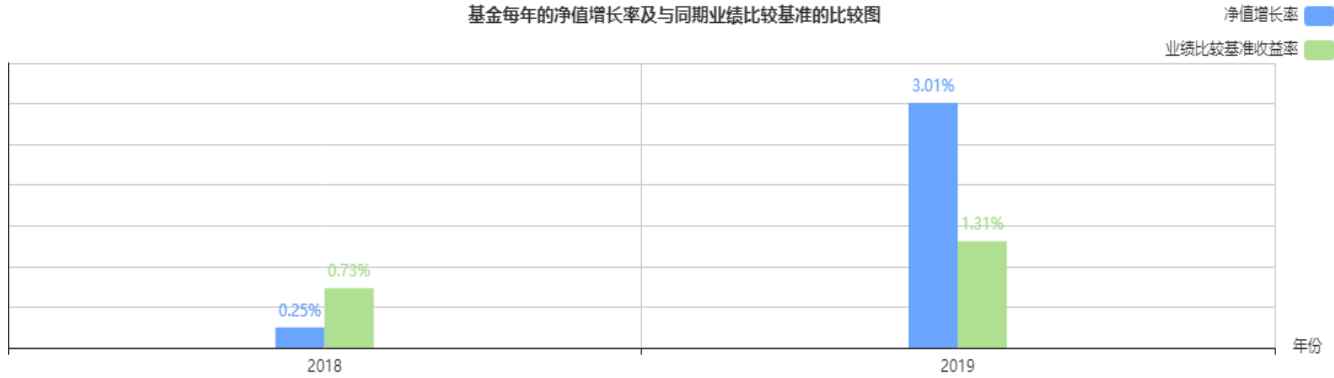 基金每年的净值增长率及与同期业绩比较基准的比较图
净值增长率
业绩比较基准收益率
3.01%
1.31%
0.73%
0.25%
年份
2018
2019